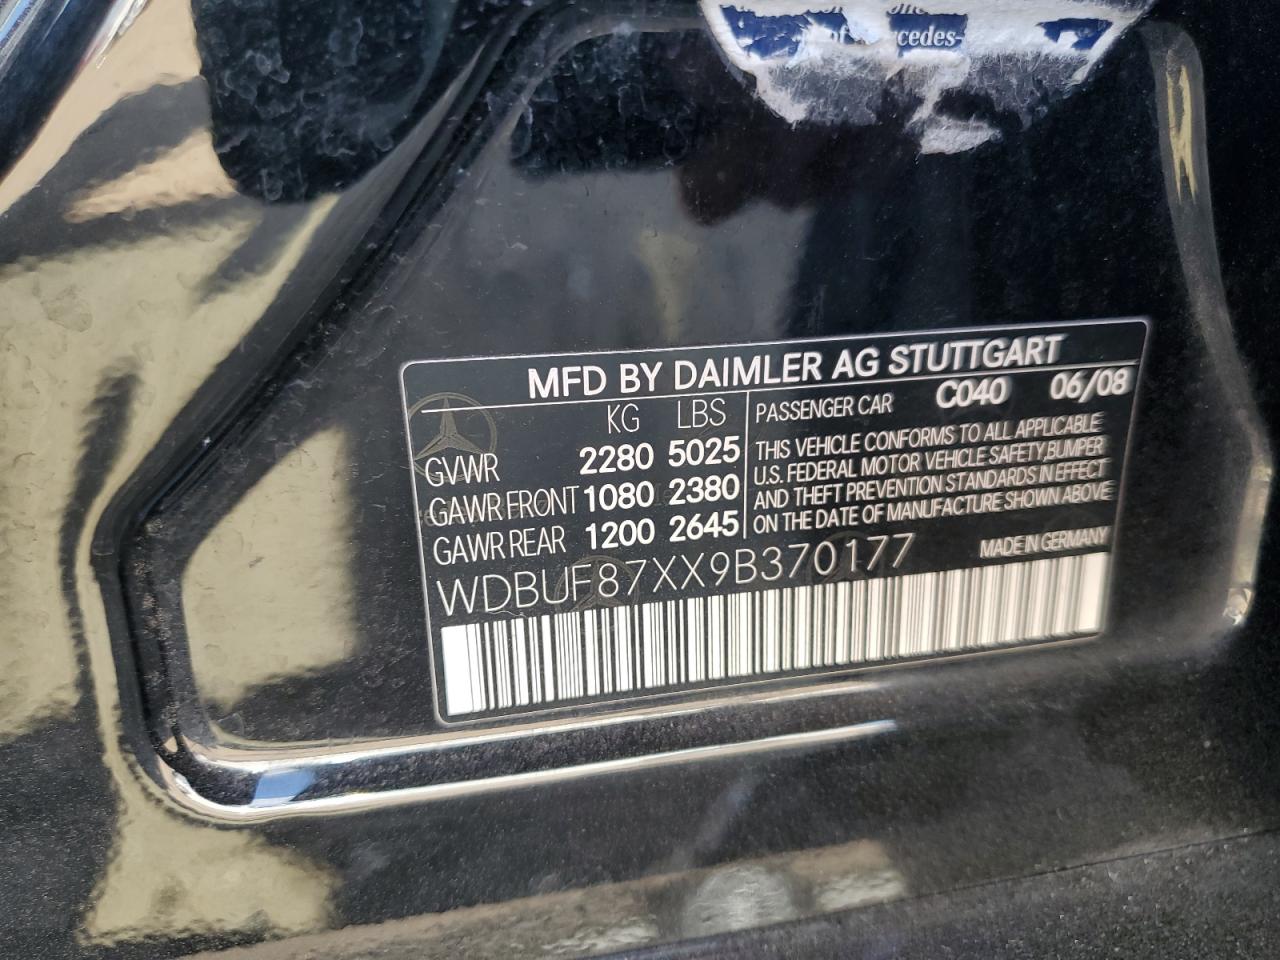 of Mercedes-
MFD BY DAIMLER AG STUTTGART
KG LBS
GVWR 2280 5025
GAWR FRONT 1080 2380
GAWR REAR 1200 2645
PASSENGER CAR C040 06/08
THIS VEHICLE CONFORMS TO ALL APPLICABLE
U.S. FEDERAL MOTOR VEHICLE SAFETY,BUMPER
AND THEFT PREVENTION STANDARDS IN EFFECT
ON THE DATE OF MANUFACTURE SHOWN ABOVE
MADE IN GERMANY
WDBUF87XX9B370177